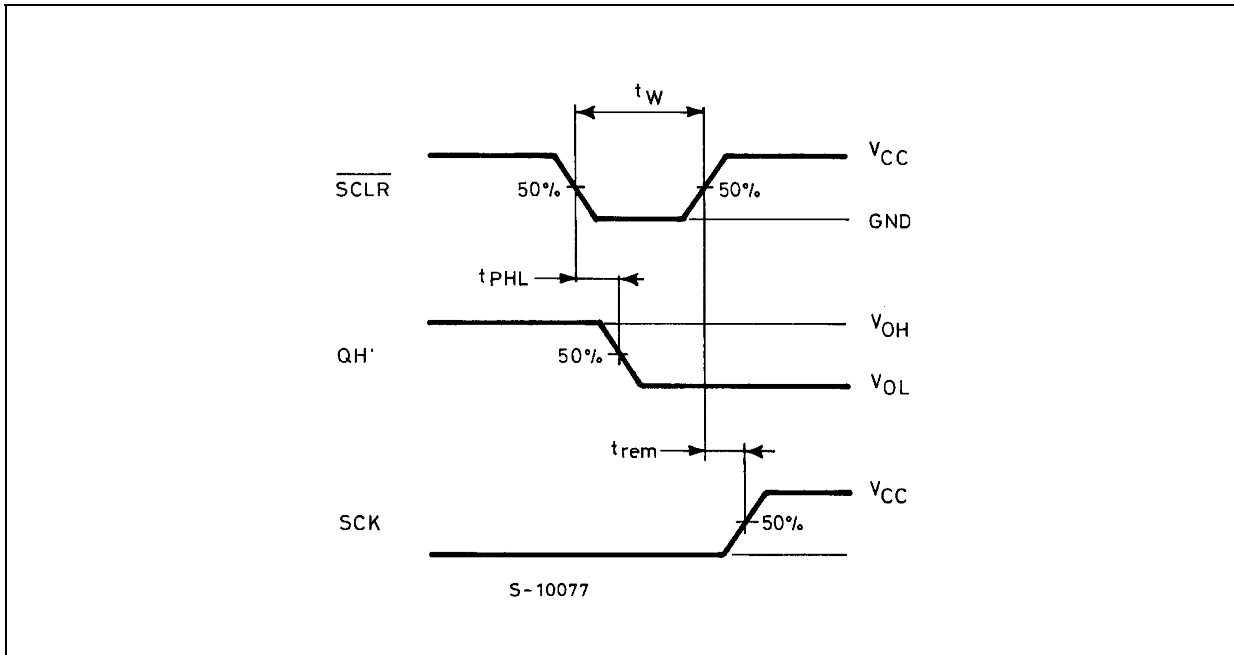 tW
VCC
SCLR
50%
50%
GND
tPHL
VOH
QH'
50%
VOL
trem
VCC
SCK
50%
S-10077